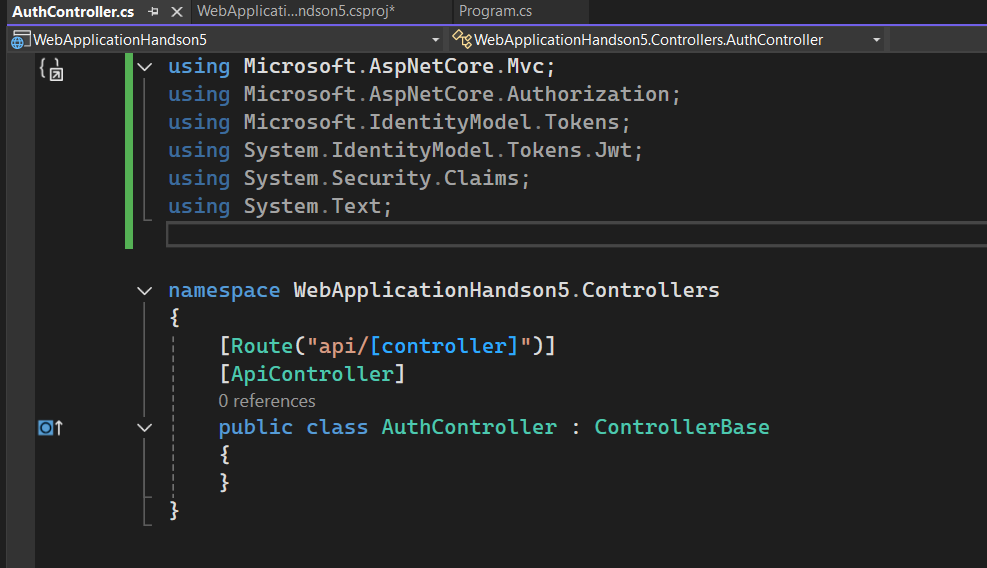 AuthController.cs
WebApplicati...ndson5.csproj*
Program.cs
WebApplicationHandson5
WebApplicationHandson5.Controllers.AuthController
using Microsoft.AspNetCore.Mvc;
using Microsoft.AspNetCore.Authorization;
using Microsoft.IdentityModel.Tokens;
using System.IdentityModel.Tokens.Jwt;
using System.Security.Claims;
using System.Text;
namespace WebApplicationHandson5.Controllers
{
[Route("api/[controller]")]
[ApiController]
0 references
public class AuthController : ControllerBase
{
}
}